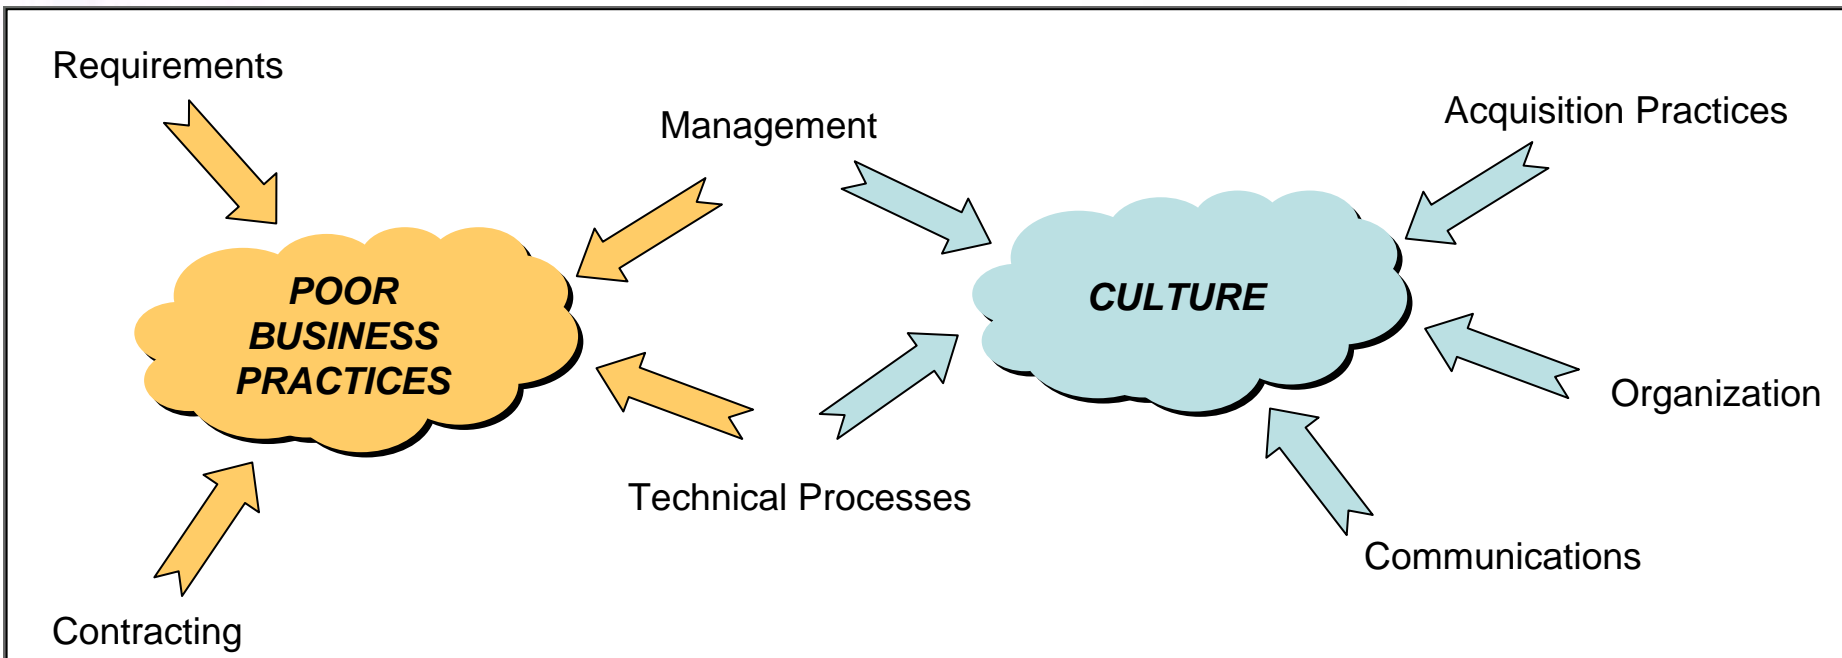 Requirements
Management
Acquisition Practices
POOR
BUSINESS
PRACTICES
CULTURE
Organization
Technical Processes
Communications
Contracting